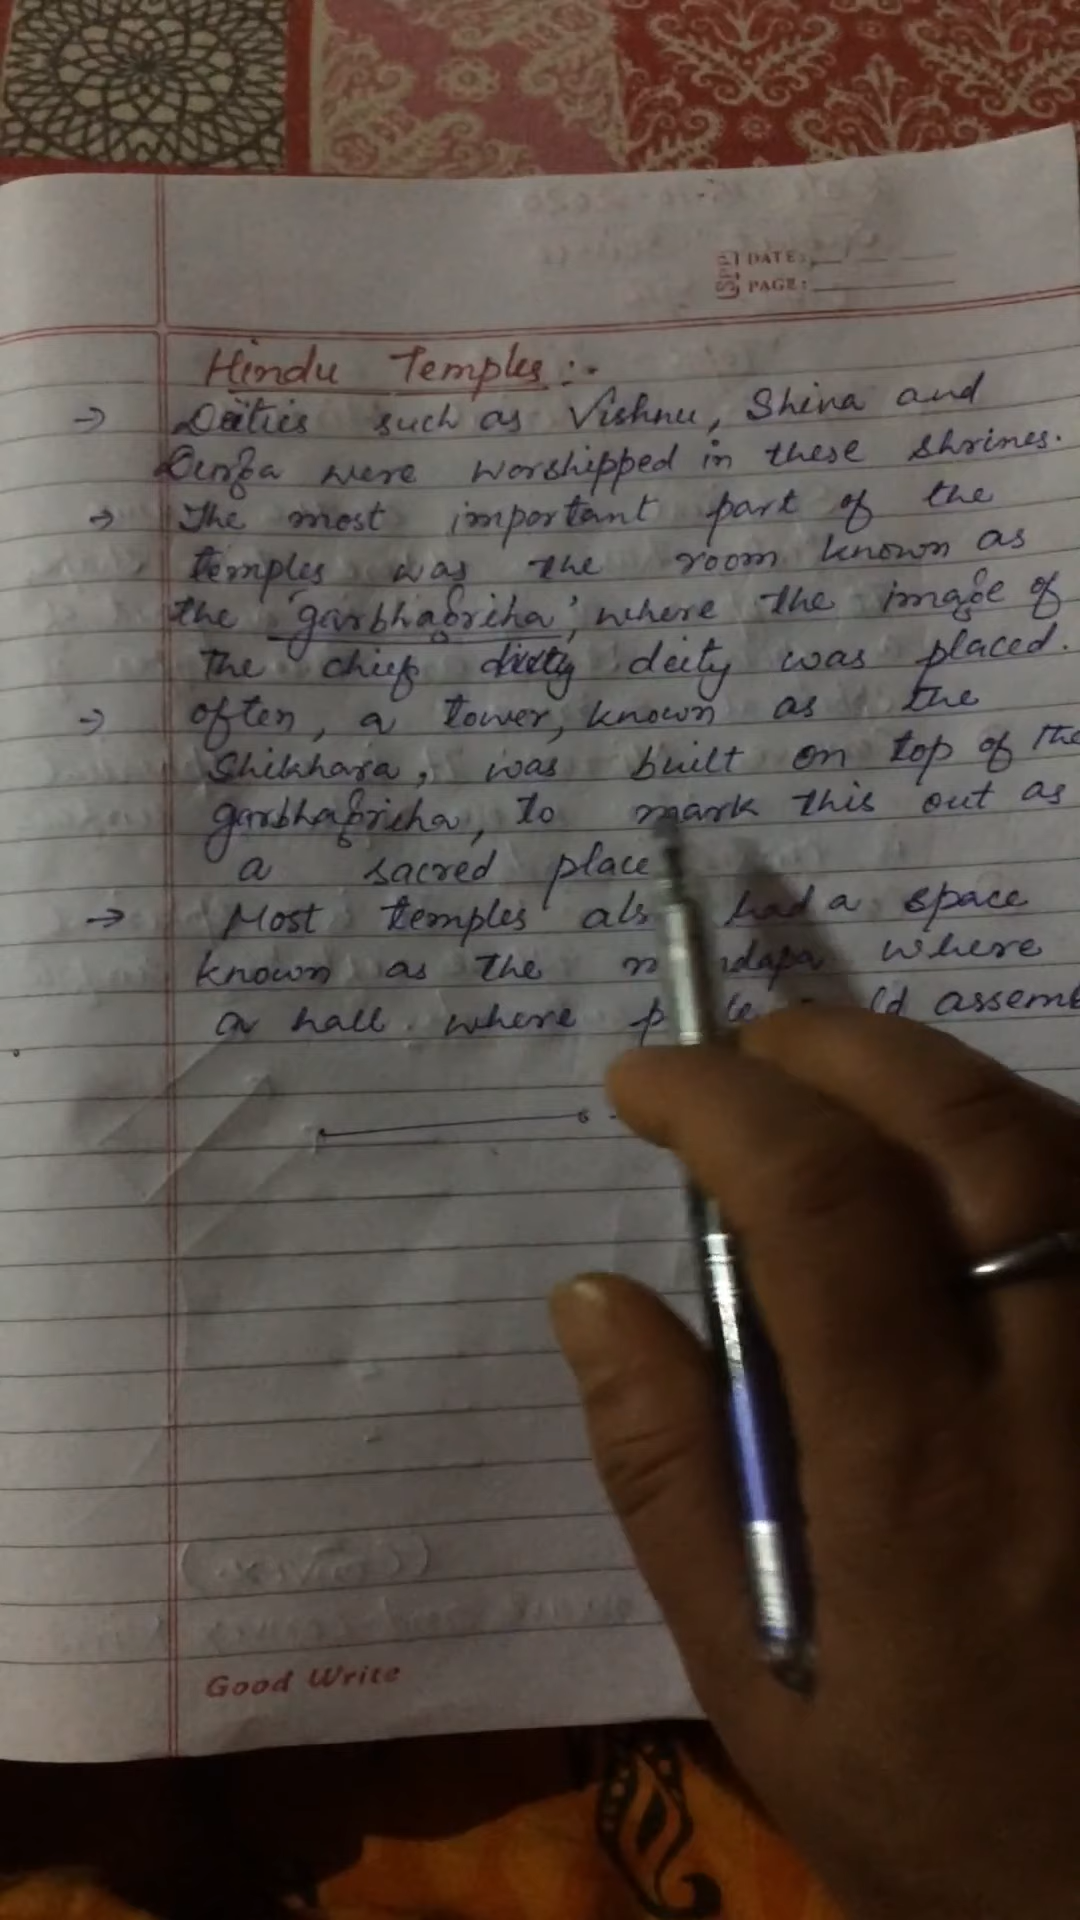 DATE:
PAGE:
Hindu Temples :-
→ Deities such as Vishnu, Shiva and
Durga were worshipped in these shrines.
→ The most important part of the
temples was the room known as
the 'garbhagriha', where the image of
The chief deity was placed.
→ often, a tower, known as the
Shikhara, was built on top of the
garbhagriha, to mark this out as
a sacred place
→ Most temples had a space
known as the where
a hall where
Good Write